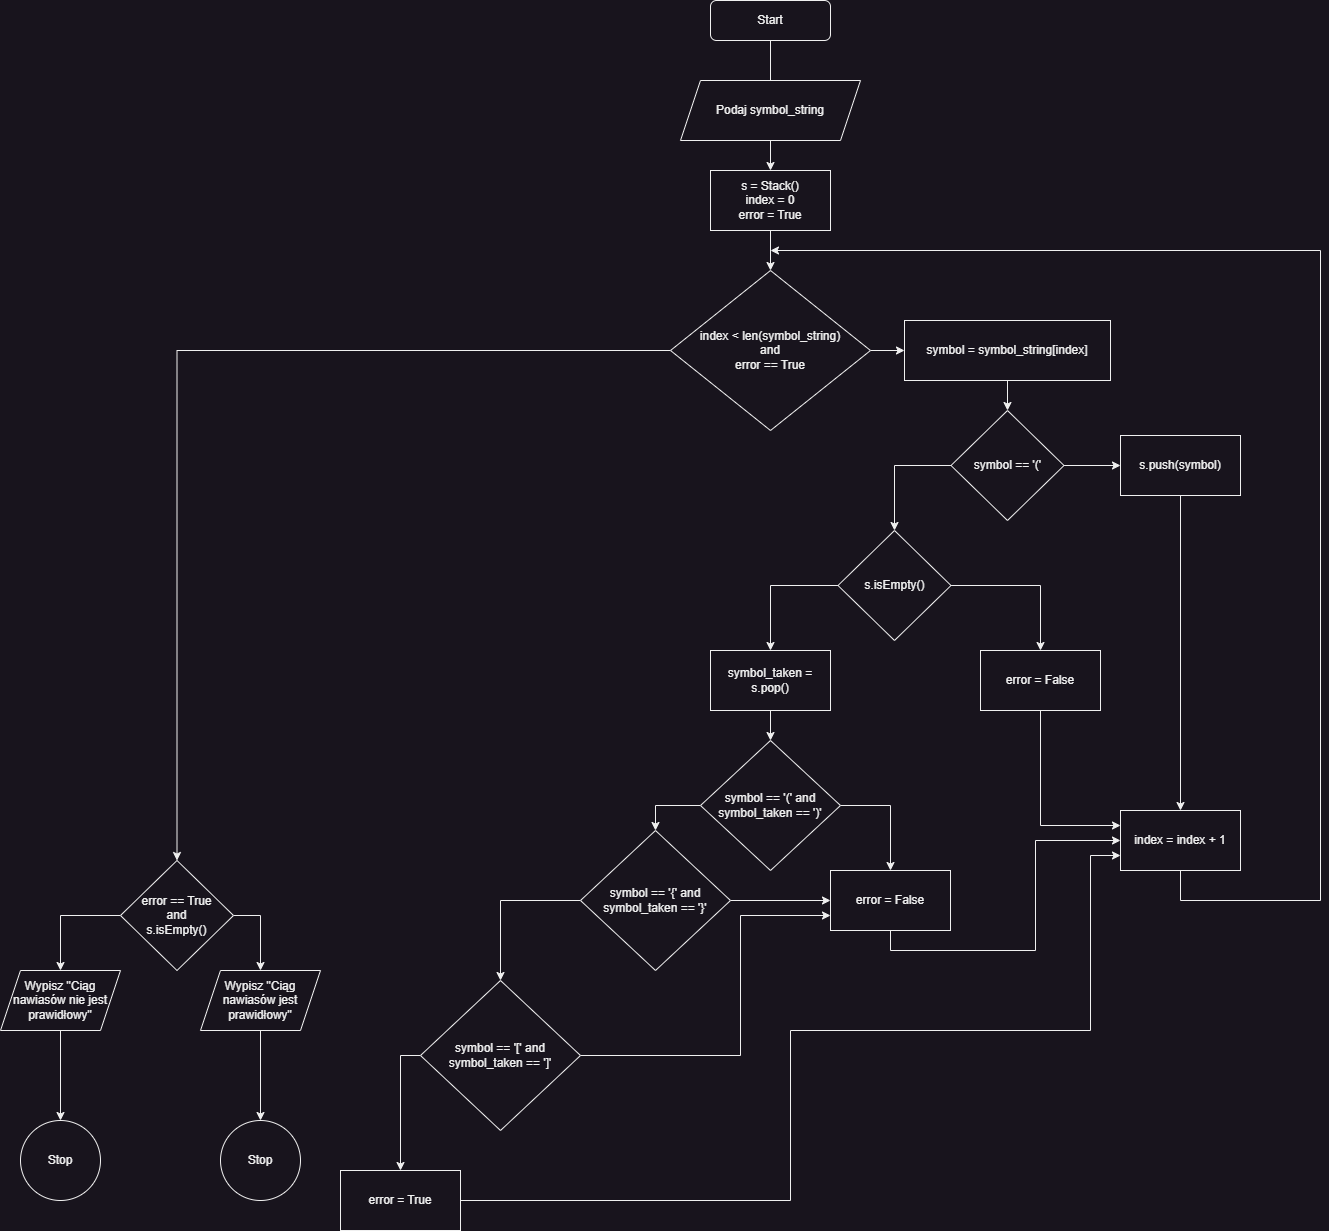 Start
Podaj symbol_string
s = Stack()
index = 0
error = True
index < len(symbol_string)
and
error == True
symbol = symbol_string[index]
symbol == '('
s.push(symbol)
s.isEmpty()
symbol_taken =
s.pop()
error = False
symbol == '(' and
symbol_taken == ')'
index = index + 1
symbol == '{' and
symbol_taken == '}'
error = False
error == True
and
s.isEmpty()
Wypisz "Ciąg
nawiasów nie jest
prawidłowy"
Wypisz "Ciąg
nawiasów jest
prawidłowy"
symbol == '[' and
symbol_taken == ']'
Stop
Stop
error = True